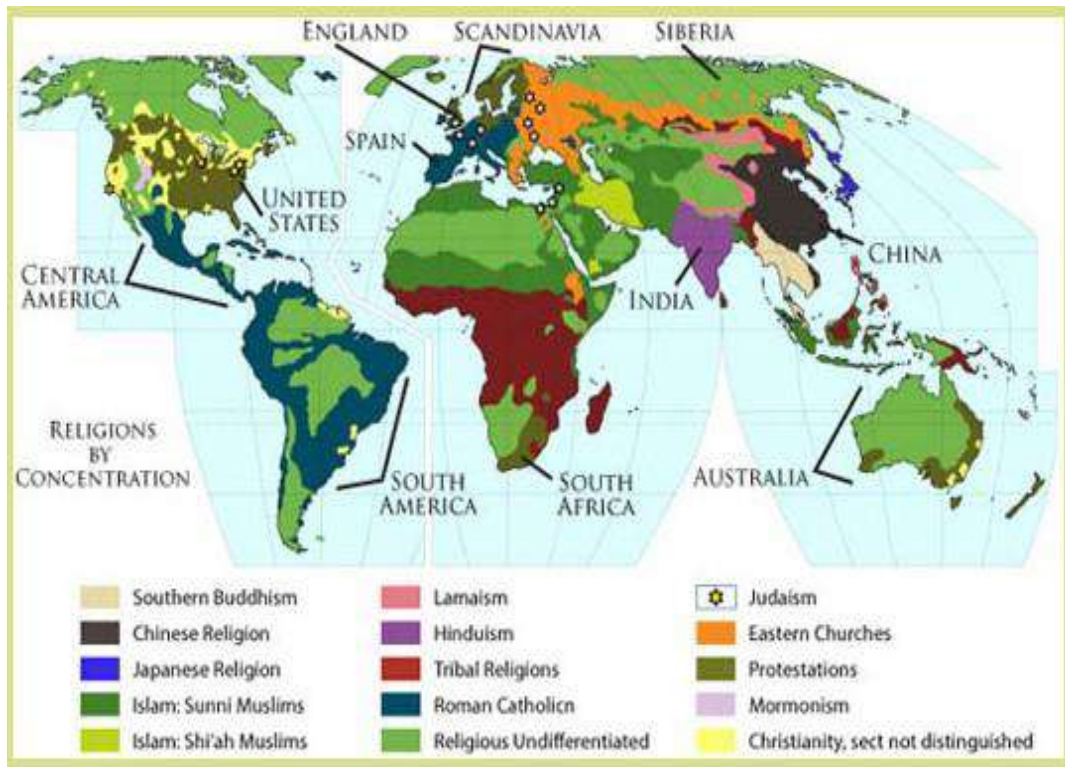 ENGLAND
SCANDINAVIA
SIBERIA
SPAIN
UNITED
STATES
CENTRAL
AMERICA
INDIA
CHINA
RELIGIONS
BY
CONCENTRATION
SOUTH
AMERICA
SOUTH
AFRICA
AUSTRALIA
Southern Buddhism
Chinese Religion
Japanese Religion
Islam: Sunni Muslims
Islam: Shi'ah Muslims
Lamaism
Hinduism
Tribal Religions
Roman Catholicn
Religious Undifferentiated
Judaism
Eastern Churches
Protestations
Mormonism
Christianity, sect not distinguished